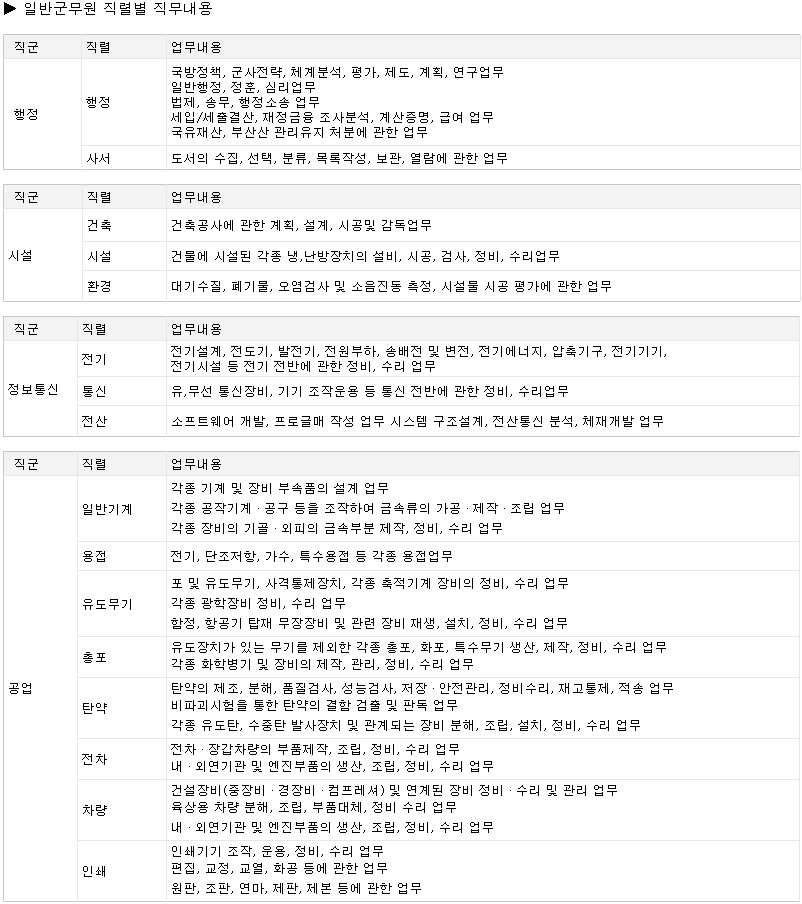 ▶ 일반군무원 직렬별 직무내용
직군 직렬 업무내용
행정 행정 국방정책, 군사전략, 체계분석, 평가, 제도, 계획, 연구업무
일반행정, 정훈, 심리업무
법제, 송무, 행정소송 업무
세입/세출결산, 재정금융 조사분석, 계산증명, 급여 업무
국유재산, 부산산 관리유지 처분에 관한 업무
사서 도서의 수집, 선택, 분류, 목록작성, 보관, 열람에 관한 업무
직군 직렬 업무내용
시설 건축 건축공사에 관한 계획, 설계, 시공및 감독업무
시설 건물에 시설된 각종 냉,난방장치의 설비, 시공, 검사, 정비, 수리업무
환경 대기수질, 폐기물, 오염검사 및 소음진동 측정, 시설물 시공 평가에 관한 업무
직군 직렬 업무내용
정보통신 전기 전기설계, 전도기, 발전기, 전원부하, 송배전 및 변전, 전기에너지, 압축기구, 전기기기,
전기시설 등 전기 전반에 관한 정비, 수리 업무
통신 유,무선 통신장비, 기기 조작운용 등 통신 전반에 관한 정비, 수리업무
전산 소프트웨어 개발, 프로글매 작성 업무 시스템 구조설계, 전산통신 분석, 체재개발 업무
직군 직렬 업무내용
공업 일반기계 각종 기계 및 장비 부속품의 설계 업무
각종 공작기계 · 공구 등을 조작하여 금속류의 가공 · 제작 · 조립 업무
각종 장비의 기골 · 외피의 금속부분 제작, 정비, 수리 업무
용접 전기, 단조저항, 가수, 특수용접 등 각종 용접업무
유도무기 포 및 유도무기, 사격통제장치, 각종 축적기계 장비의 정비, 수리 업무
각종 광학장비 정비, 수리 업무
함정, 항공기 탑재 무장장비 및 관련 장비 재생, 설치, 정비, 수리 업무
총포 유도장치가 있는 무기를 제외한 각종 총포, 화포, 특수무기 생산, 제작, 정비, 수리 업무
각종 화학병기 및 장비의 제작, 관리, 정비, 수리 업무
탄약 탄약의 제조, 분해, 품질검사, 성능검사, 저장 · 안전관리, 정비수리, 재고통제, 적송 업무
비파괴시험을 통한 탄약의 결함 검출 및 판독 업무
각종 유도탄, 수중탄 발사장치 및 관계되는 장비 분해, 조립, 설치, 정비, 수리 업무
전차 전차 · 장갑차량의 부품제작, 조립, 정비, 수리 업무
내 · 외연기관 및 엔진부품의 생산, 조립, 정비, 수리 업무
차량 건설장비(중장비 · 경장비 · 컴프레셔) 및 연계된 장비 정비 · 수리 및 관리 업무
육상용 차량 분해, 조립, 부품대체, 정비 수리 업무
내 · 외연기관 및 엔진부품의 생산, 조립, 정비, 수리 업무
인쇄 인쇄기기 조작, 운용, 정비, 수리 업무
편집, 교정, 교열, 화공 등에 관한 업무
원판, 조판, 연마, 제판, 제본 등에 관한 업무